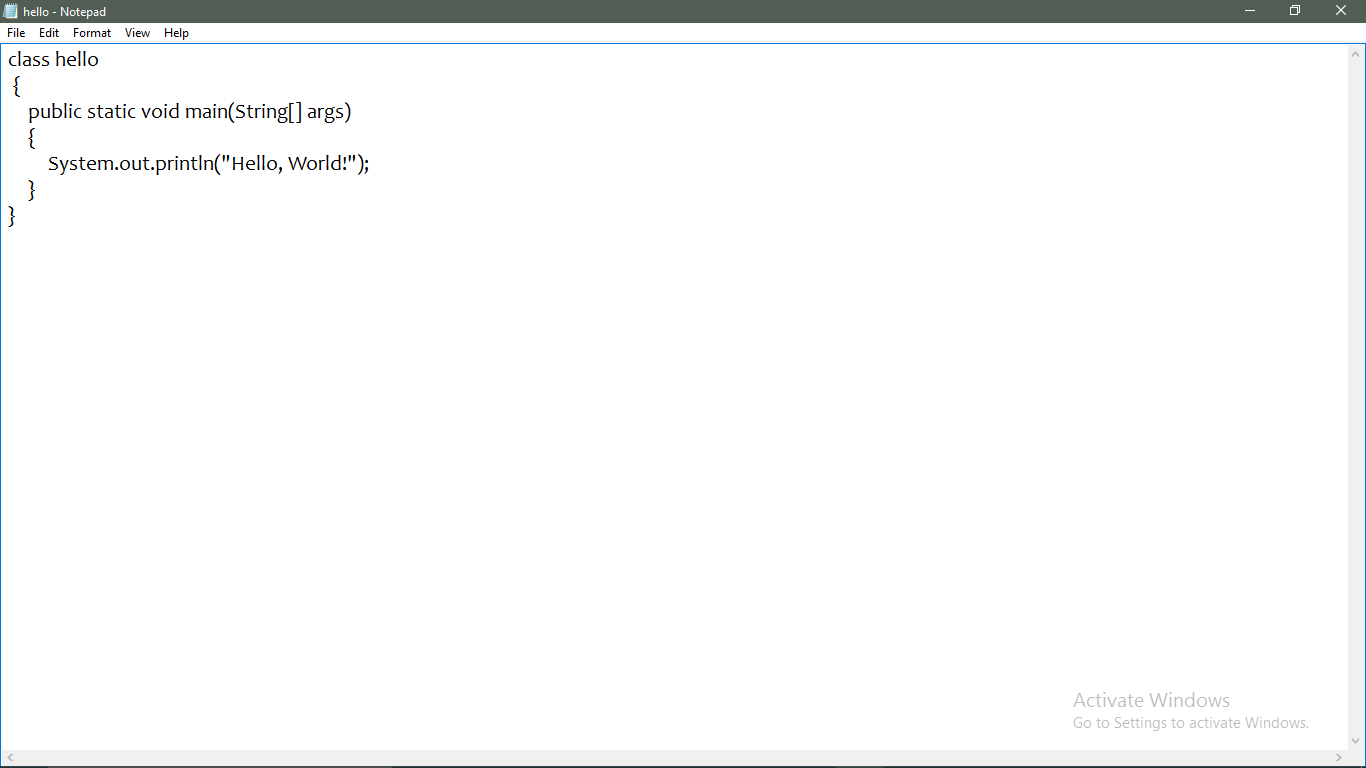 hello - Notepad
File Edit Format View Help
class hello
{
public static void main(String[] args)
{
System.out.println("Hello, World!");
}
}
Activate Windows
Go to Settings to activate Windows.